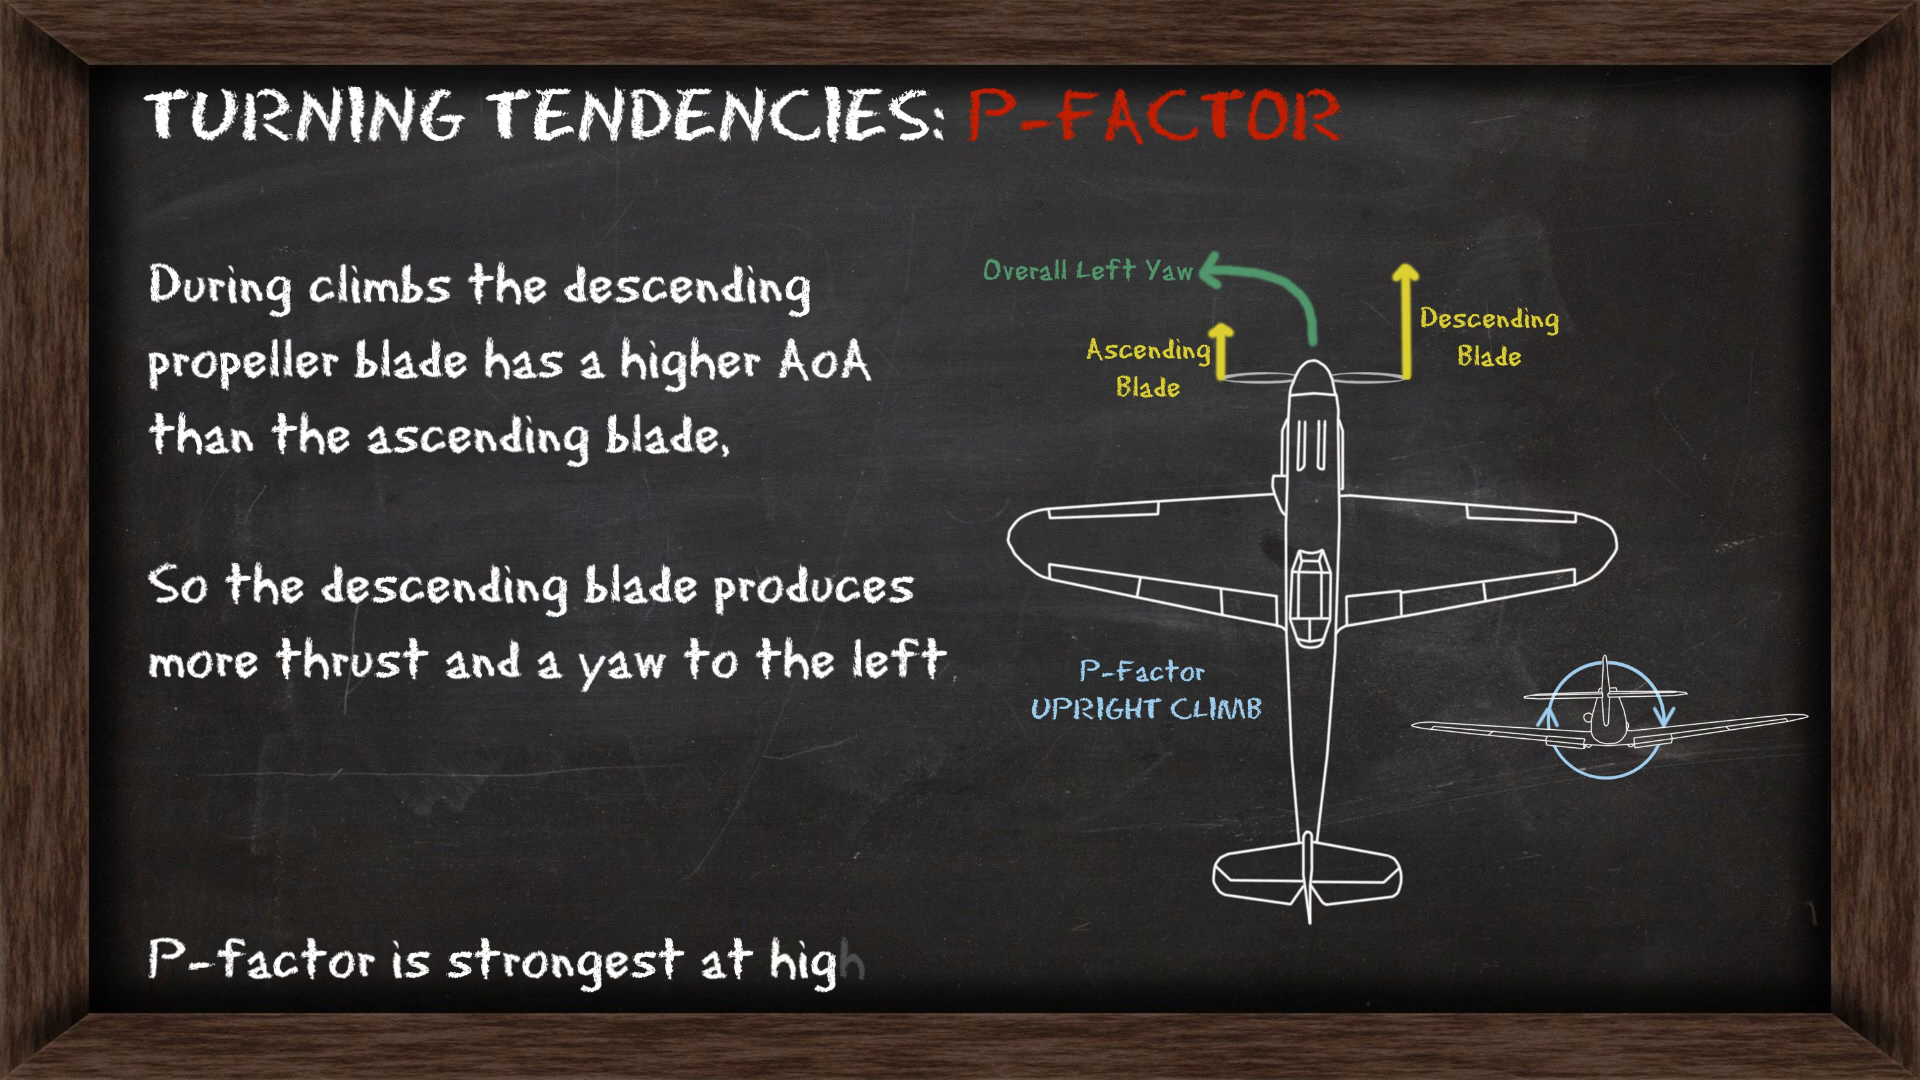 TURNING TENDENCIES: P-FACTOR
During climbs the descending
propeller blade has a higher AoA
than the ascending blade,
So the descending blade produces
more thrust and a yaw to the left
P-factor is strongest at high
Overall Left Yaw
Ascending
Blade
Descending
Blade
P-Factor
UPRIGHT CLIMB